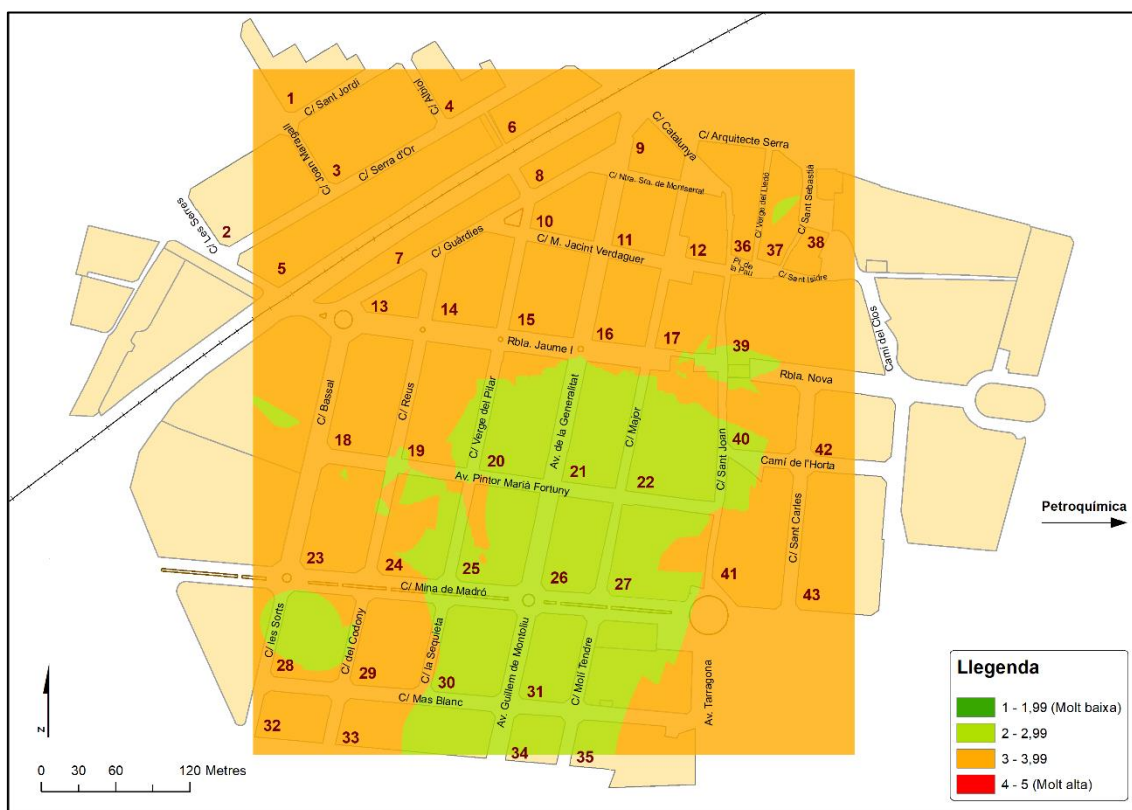 1
C/ Sant Jordi
C/ Albiol
4
6
C/ Joan Maragall
3
C/ Serra d'Or
9
C/ Catalunya
C/ Arquitecte Serra
8
C/ Ntra. Sra. de Montserrat
C/ Verge del Lledó
C/ Sant Sebastià
C/ Les Serres
2
10
C/ M. Jacint Verdaguer
11
12
36
37
38
Pl. de
la Pau
C/ Sant Isidre
5
7
C/ Guàrdies
13
14
15
16
17
39
Rbla. Jaume I
Rbla. Nova
Camí del Clos
C/ Bassal
C/ Reus
C/ Verge del Pilar
Av. de la Generalitat
C/ Major
C/ Sant Joan
18
19
20
21
22
40
42
Camí de l'Horta
Av. Pintor Marià Fortuny
Petroquímica
C/ Sant Carles
23
24
25
26
27
41
43
C/ Mina de Madró
C/ les Sorts
C/ del Codony
C/ la Sequieta
Av. Guillem de Montoliu
C/ Molí Tendre
Av. Tarragona
28
29
30
31
C/ Mas Blanc
32
33
34
35
N
0 30 60 120 Metres
Llegenda
1 - 1,99 (Molt baixa)
2 - 2,99
3 - 3,99
4 - 5 (Molt alta)